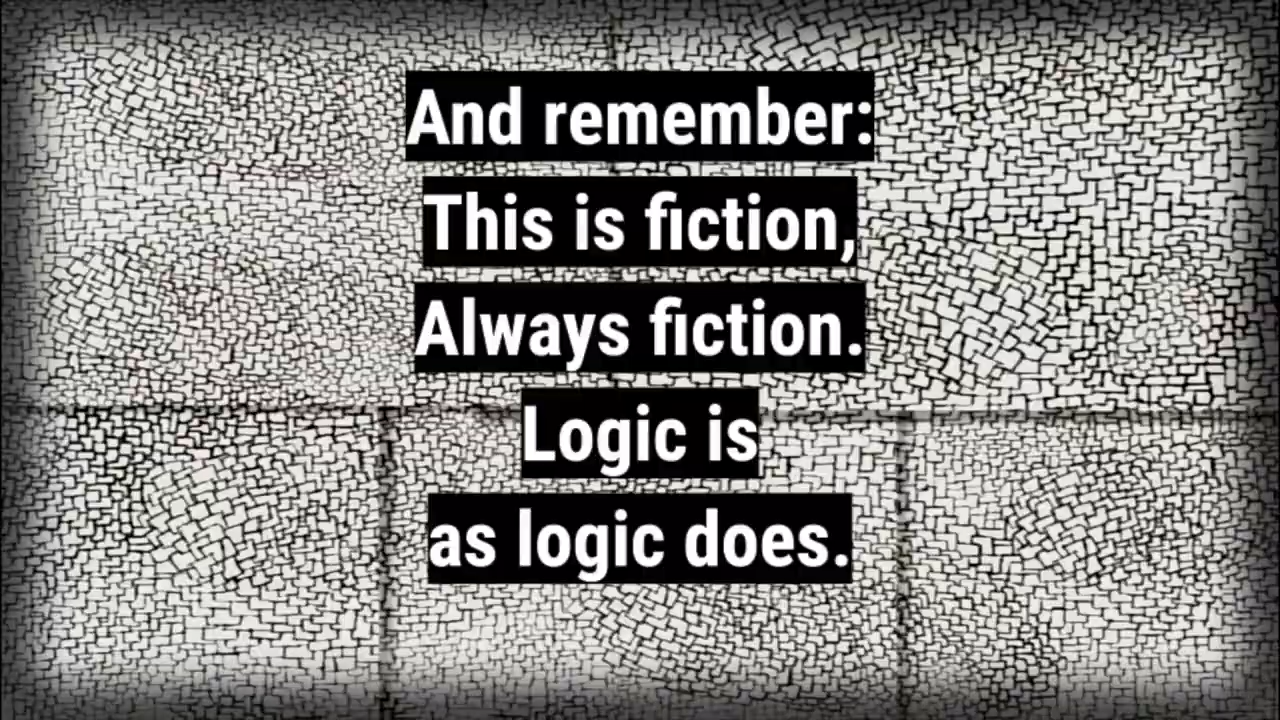 And remember:
This is fiction,
Always fiction.
Logic is
as logic does.